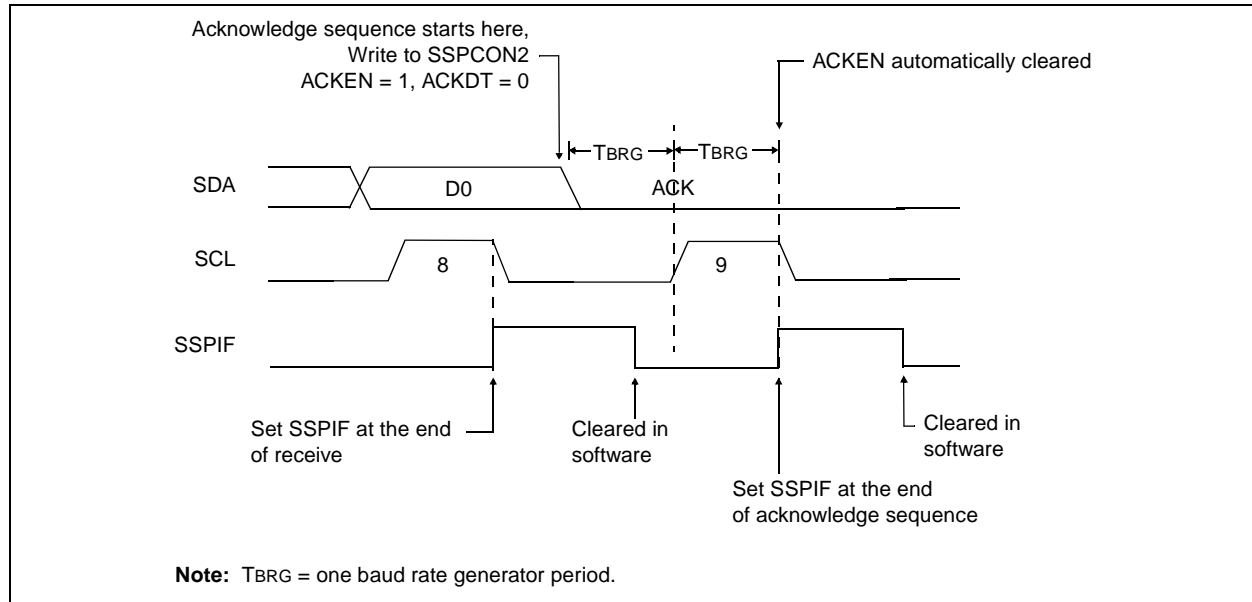 Acknowledge sequence starts here,
Write to SSPCON2
ACKEN = 1, ACKDT = 0
ACKEN automatically cleared
TBRG
TBRG
SDA
D0
ACK
SCL
8
9
SSPIF
Set SSPIF at the end
of receive
Cleared in
software
Set SSPIF at the end
of acknowledge sequence
Cleared in
software
Note: TBRG = one baud rate generator period.